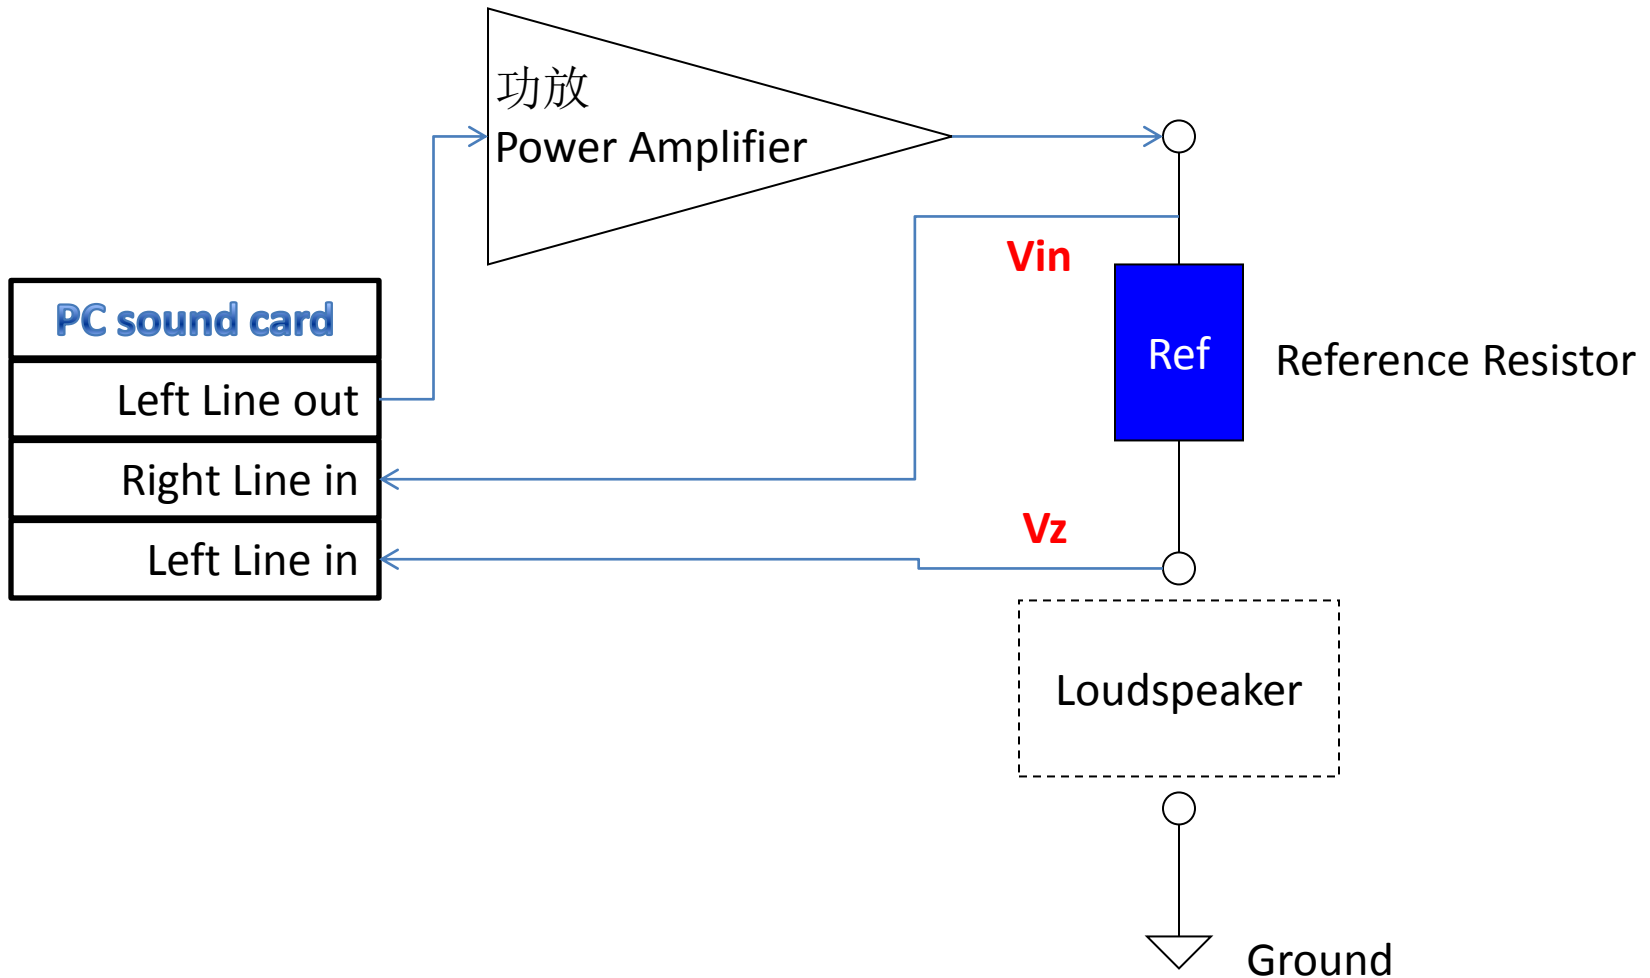 功放
Power Amplifier
Vin
PC sound card
Left Line out
Right Line in
Left Line in
Ref
Reference Resistor
Vz
Loudspeaker
Ground